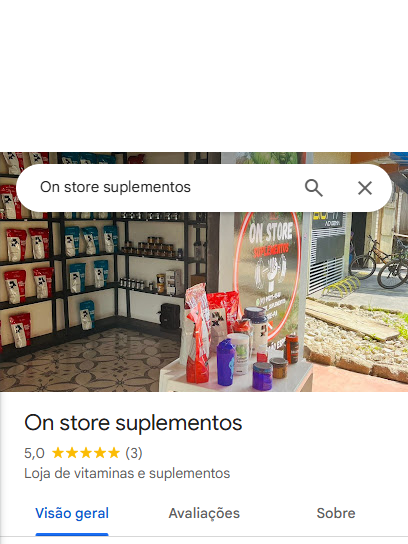 On store suplementos
ON STORE
On store suplementos
5,0 ★★★★★ (3)
Loja de vitaminas e suplementos
Visão geral
Avaliações
Sobre